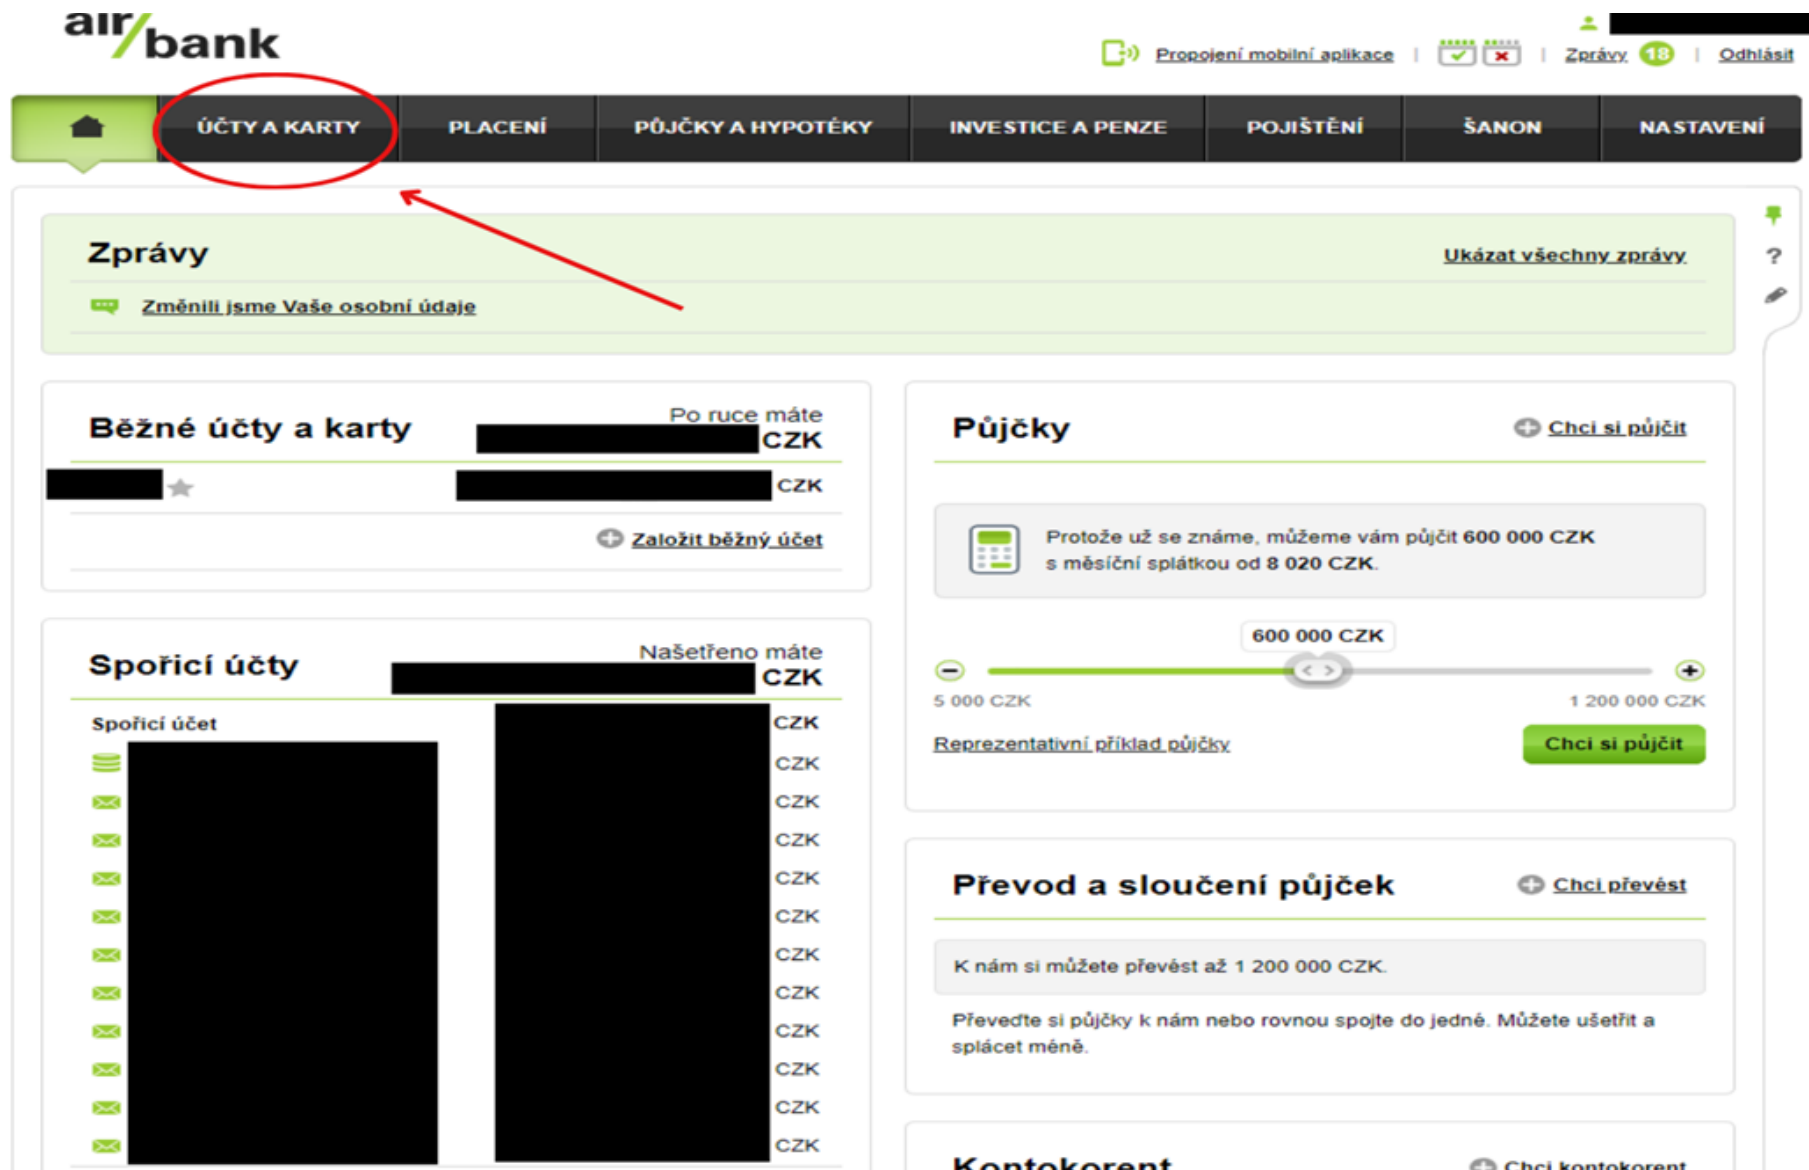 air bank
Propojení mobilní aplikace | | Zprávy 18 | Odhlásit
ÚČTY A KARTY PLACENÍ PŮJČKY A HYPOTÉKY INVESTICE A PENZE POJIŠTĚNÍ ŠANON NASTAVENÍ
Zprávy
Ukázat všechny zprávy
?
Změnili jsme Vaše osobní údaje
Běžné účty a karty
Po ruce máte
CZK
CZK
Založit běžný účet
Spořicí účty
Našetřeno máte
CZK
Spořicí účet CZK
CZK
CZK
CZK
CZK
CZK
CZK
CZK
CZK
CZK
CZK
CZK
Půjčky
Chci si půjčit
Protože už se známe, můžeme vám půjčit 600 000 CZK
s měsíční splátkou od 8 020 CZK.
600 000 CZK
5 000 CZK 1 200 000 CZK
Reprezentativní příklad půjčky
Chci si půjčit
Převod a sloučení půjček
Chci převést
K nám si můžete převést až 1 200 000 CZK.
Převeďte si půjčky k nám nebo rovnou spojte do jedné. Můžete ušetřit a
splácet méně.
Kontokorent
Chci kontokorent